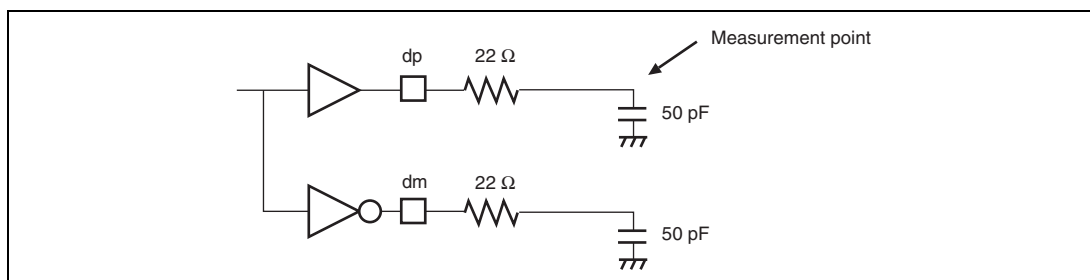 Measurement point
dp
22 Ω
50 pF
dm
22 Ω
50 pF